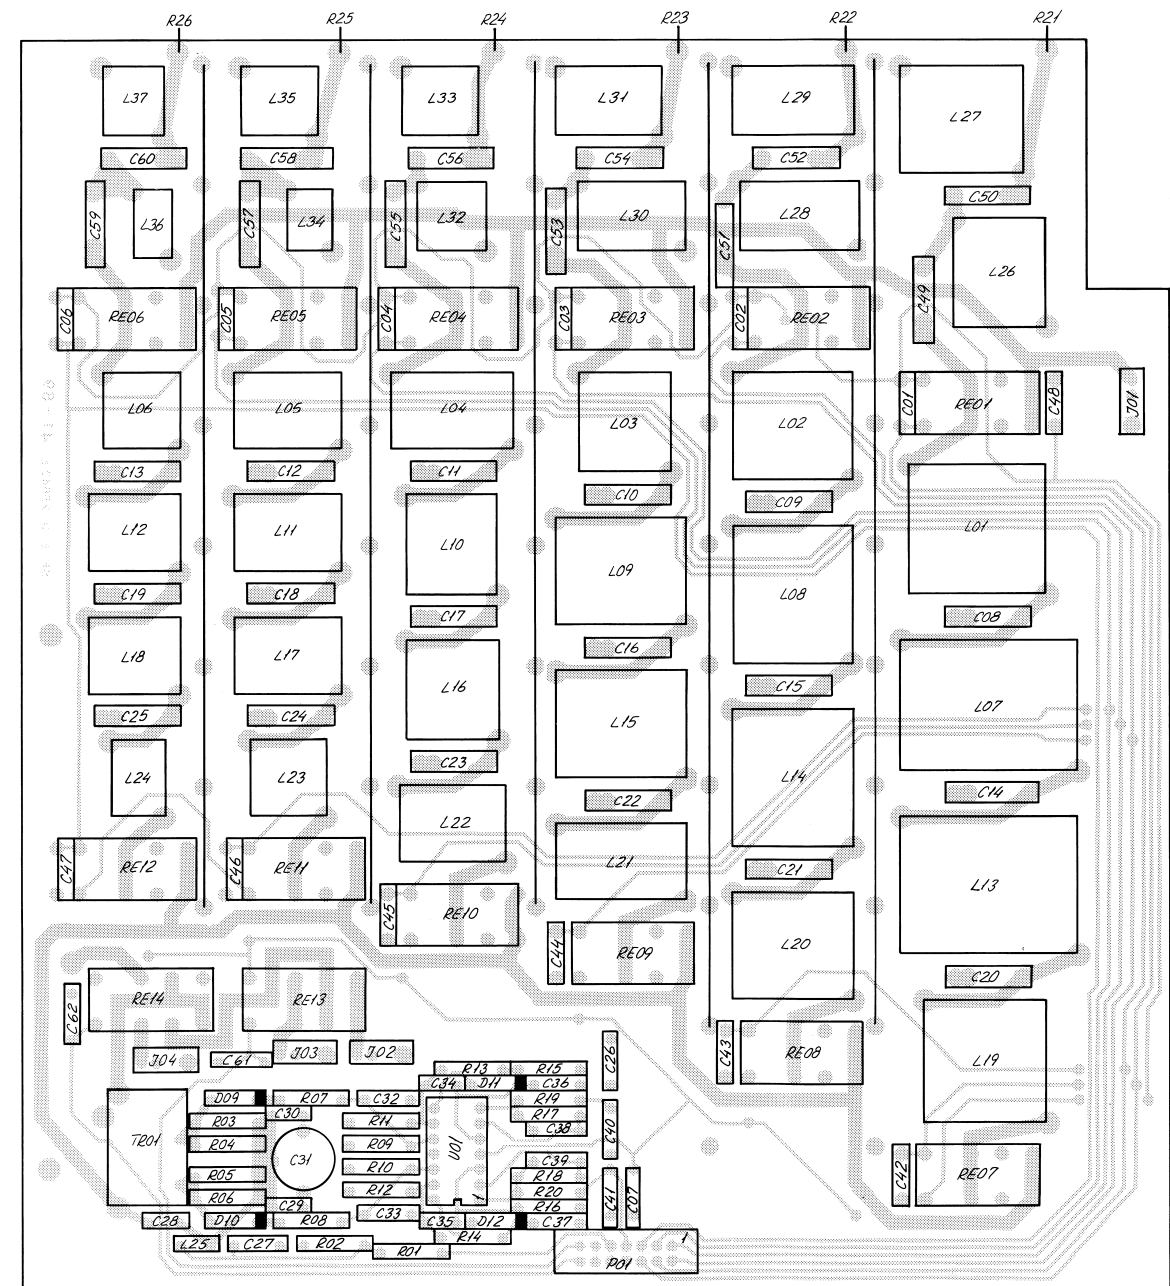 R26 R25 R24 R23 R22 R21
L37 L35 L33 L31 L29 L27
C60 C58 C56 C54 C52 C50
C59 L36 C57 L34 C55 L32 C53 L30 C51 L28 C49 L26
C06 RE06 C05 RE05 C04 RE04 C03 RE03 C02 RE02
C01 RE01 C48 J01
L06 L05 L04 L03 L02
C13 C12 C11 C10 C09
L12 L11 L10 L09 L08 L01
C19 C18 C17 C16 C15 C08
L18 L17 L16 L15 L14 L07
C25 C24 C23 C22 C21 C14
L24 L23 L22 L21 L20 L13
C47 RE12 C46 RE11 C45 RE10 C44 RE09 C43 RE08 C20
C62 RE14 RE13 L19
J04 C61 J03 J02 R13 R15 C26
C34 D11 C36
D09 R07 C32 R19
R03 C30 R11 R17
TR01 R04 C31 R09 U01 C38 C40
R05 R10 C39 R18
R06 C29 R12 1 R20 C41 C07 C42 RE07
C33 R16
C28 D10 R08 C35 D12 C37
L25 C27 R02 R01 R14 P01 1